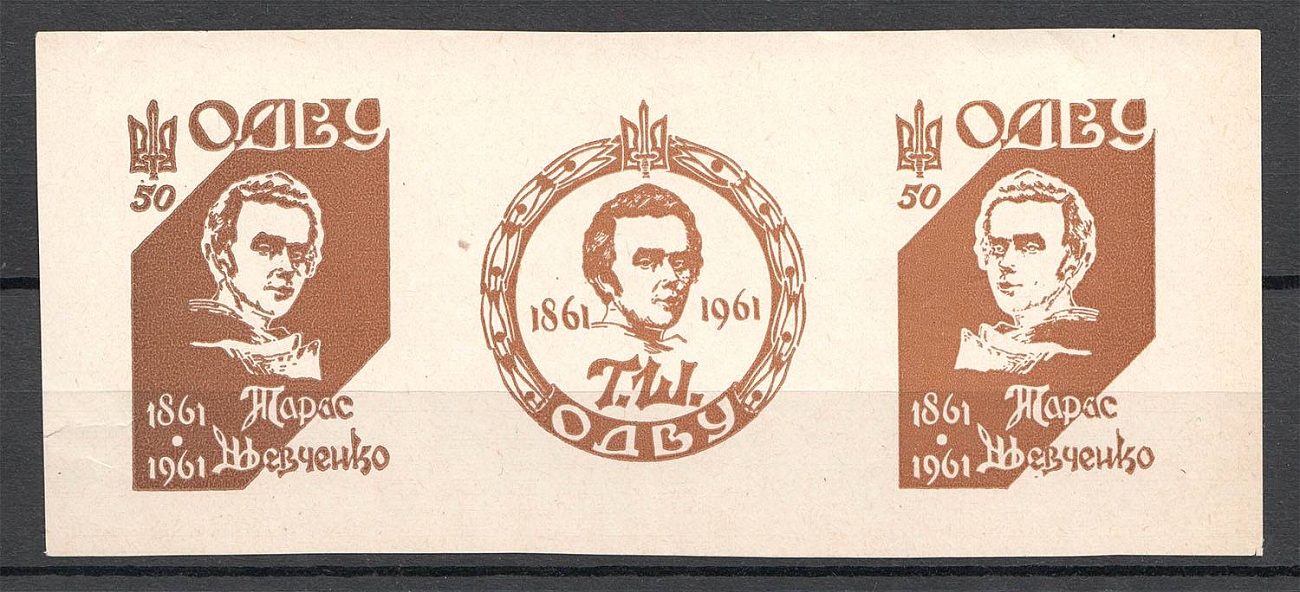 ОДВУ
50
1861
1961
Тарас
Шевченко
1861 1961
Т.Ш.
ОДВУ
ОДВУ
50
1861
1961
Тарас
Шевченко